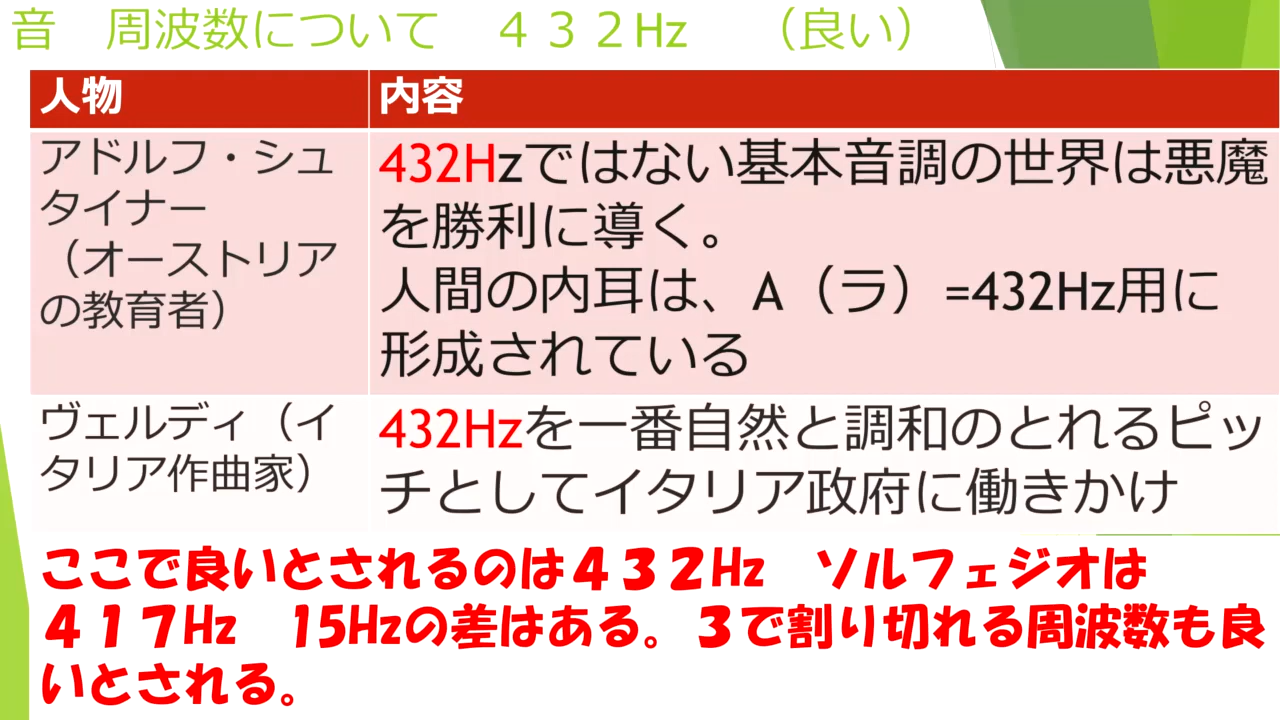 音　周波数について　４３２Hz　（良い）
人物
内容
アドルフ・シュ
タイナー
（オーストリア
の教育者）
432Hzではない基本音調の世界は悪魔
を勝利に導く。
人間の内耳は、A（ラ）=432Hz用に
形成されている
ヴェルディ（イ
タリア作曲家）
432Hzを一番自然と調和のとれるピッ
チとしてイタリア政府に働きかけ
ここで良いとされるのは４３２Hz　ソルフェジオは
４１７Hz　15Hzの差はある。３で割り切れる周波数も良
いとされる。